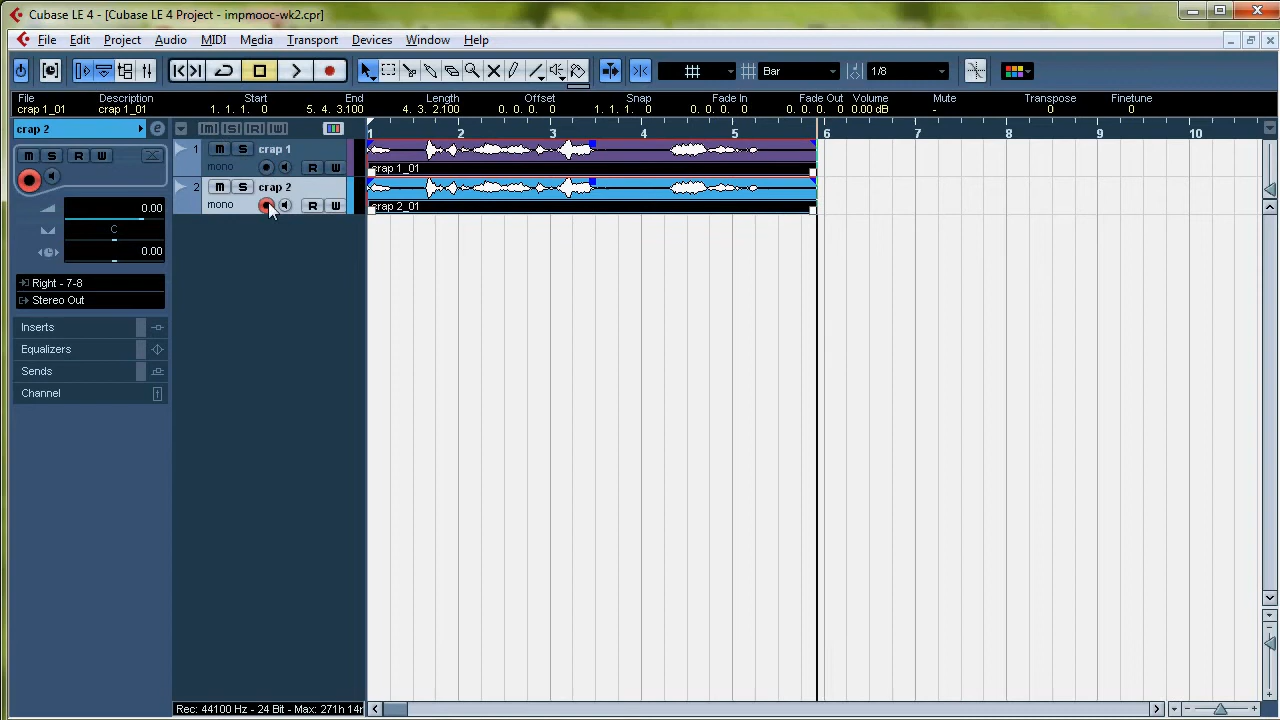 Cubase LE 4 - [Cubase LE 4 Project - impmooc-wk2.cpr]
File Edit Project Audio MIDI Media Transport Devices Window Help
Bar 1/8
File Description Start End Length Offset Snap Fade In Fade Out Volume Mute Transpose Finetune
crap 1_01 crap 1_01 1. 1. 1. 0 5. 4. 3.100 4. 3. 2.100 0. 0. 0. 0 1. 1. 1. 0 0. 0. 0. 0 0. 0. 0. 0 0.00 dB - 0 0
crap 2 e [M] [S] [R] [W] 1 2 3 4 5 6 7 8 9 10
M S R W 1 M S crap 1
mono R W crap 1_01
2 M S crap 2
mono R W crap 2_01
0.00
C
0.00
Right - 7-8
Stereo Out
Inserts
Equalizers
Sends
Channel
Rec: 44100 Hz - 24 Bit - Max: 271h 14r